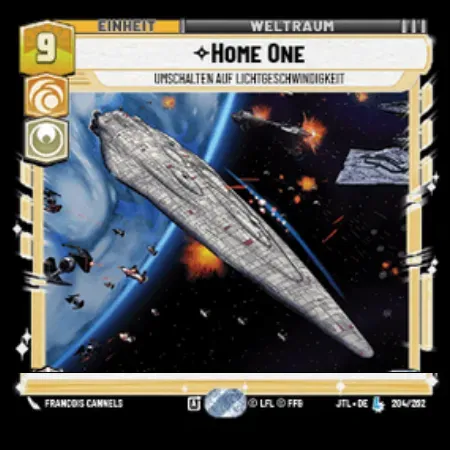 EINHEIT WELTRAUM
9
HOME ONE
UMSCHALTEN AUF LICHTGESCHWINDIGKEIT
FRANCOIS CANNELS A © LFL © FFG JTL • DE 204/262